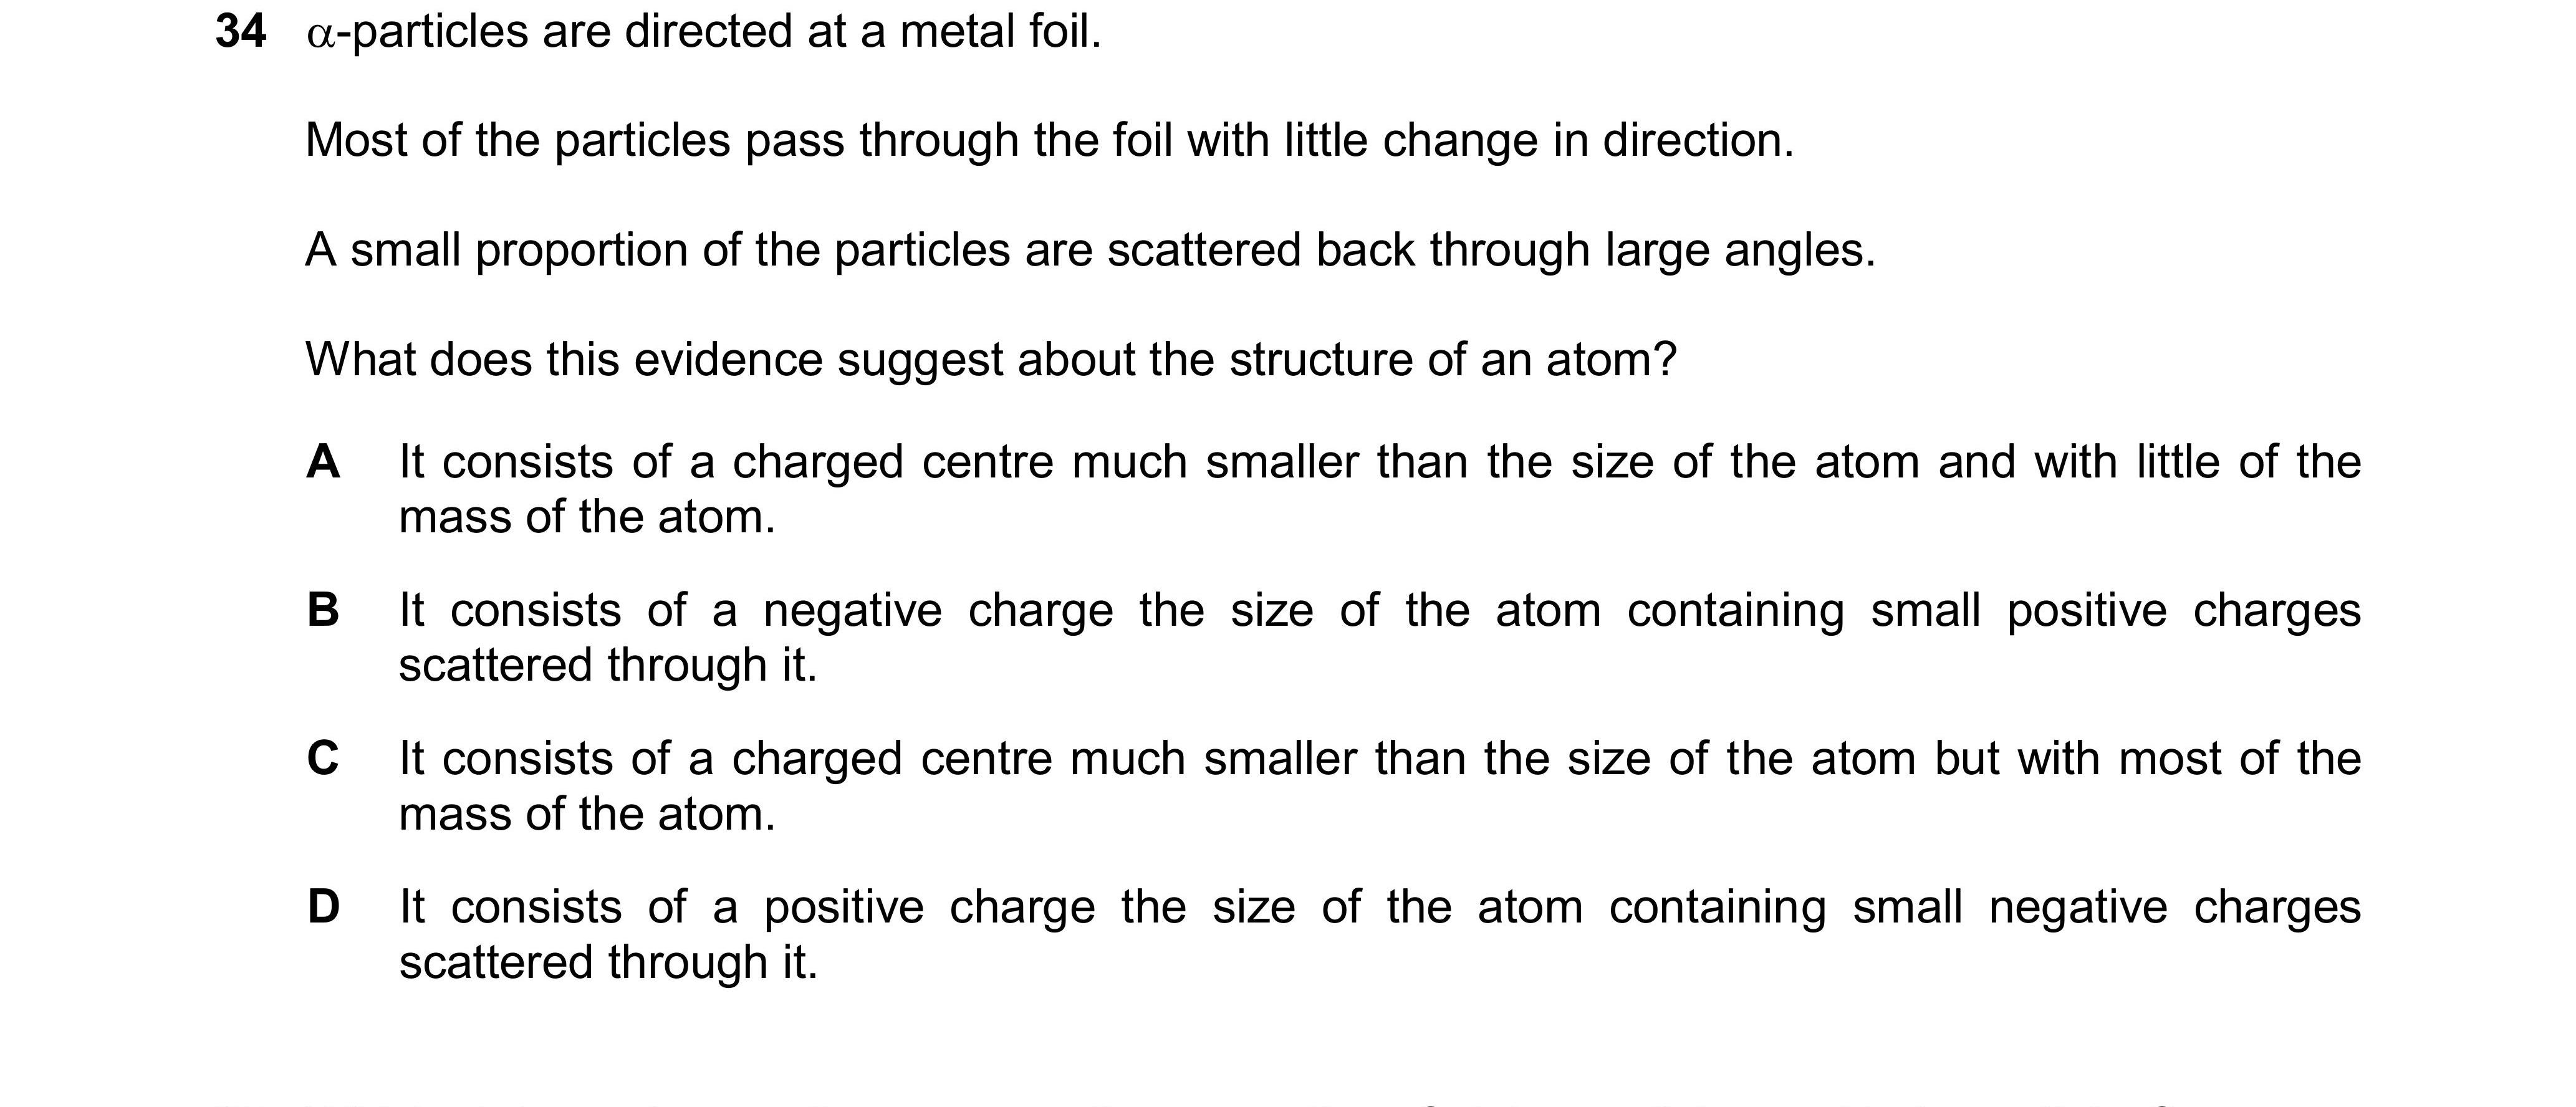 34 α-particles are directed at a metal foil.
Most of the particles pass through the foil with little change in direction.
A small proportion of the particles are scattered back through large angles.
What does this evidence suggest about the structure of an atom?
A It consists of a charged centre much smaller than the size of the atom and with little of the
mass of the atom.
B It consists of a negative charge the size of the atom containing small positive charges
scattered through it.
C It consists of a charged centre much smaller than the size of the atom but with most of the
mass of the atom.
D It consists of a positive charge the size of the atom containing small negative charges
scattered through it.